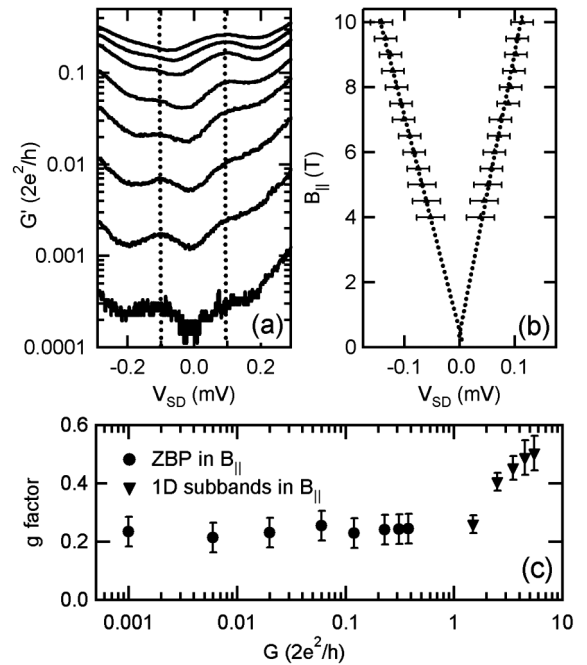 0.1
0.01
0.001
0.0001
G' (2e²/h)
-0.2 0.0 0.2
V_SD (mV)
(a)
10
8
6
4
2
0
B_|| (T)
-0.1 0.0 0.1
V_SD (mV)
(b)
0.6
0.4
0.2
0.0
g factor
ZBP in B_||
1D subbands in B_||
(c)
0.001 0.01 0.1 1 10
G (2e²/h)